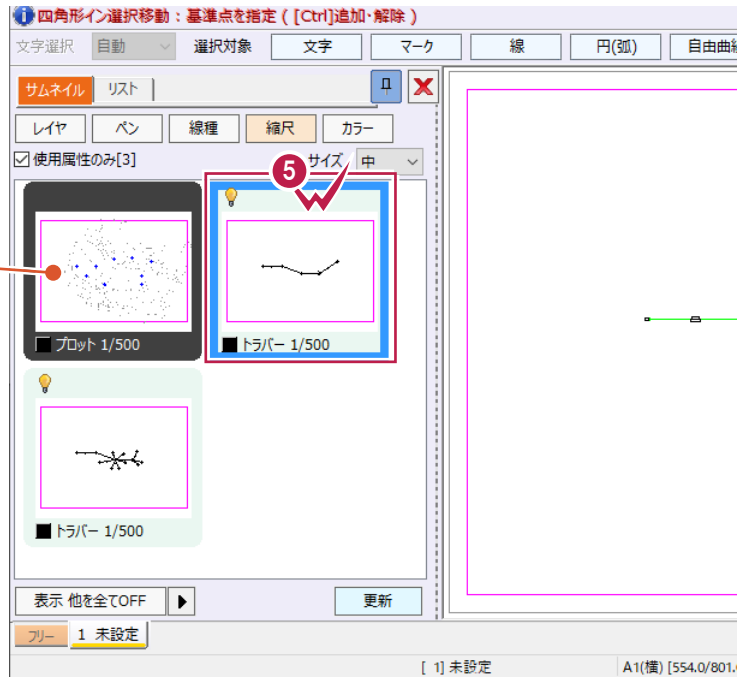 四角形イン選択移動：基準点を指定（[Ctrl]追加・解除）
文字選択 自動 選択対象 文字 マーク 線 円(弧) 自由曲線
サムネイル リスト
レイヤ ペン 線種 縮尺 カラー
使用属性のみ[3] サイズ 中
5
プロット 1/500 トラバー 1/500
トラバー 1/500
表示 他を全てOFF 更新
フリー 1 未設定
[ 1] 未設定 A1(横) [554.0/801.